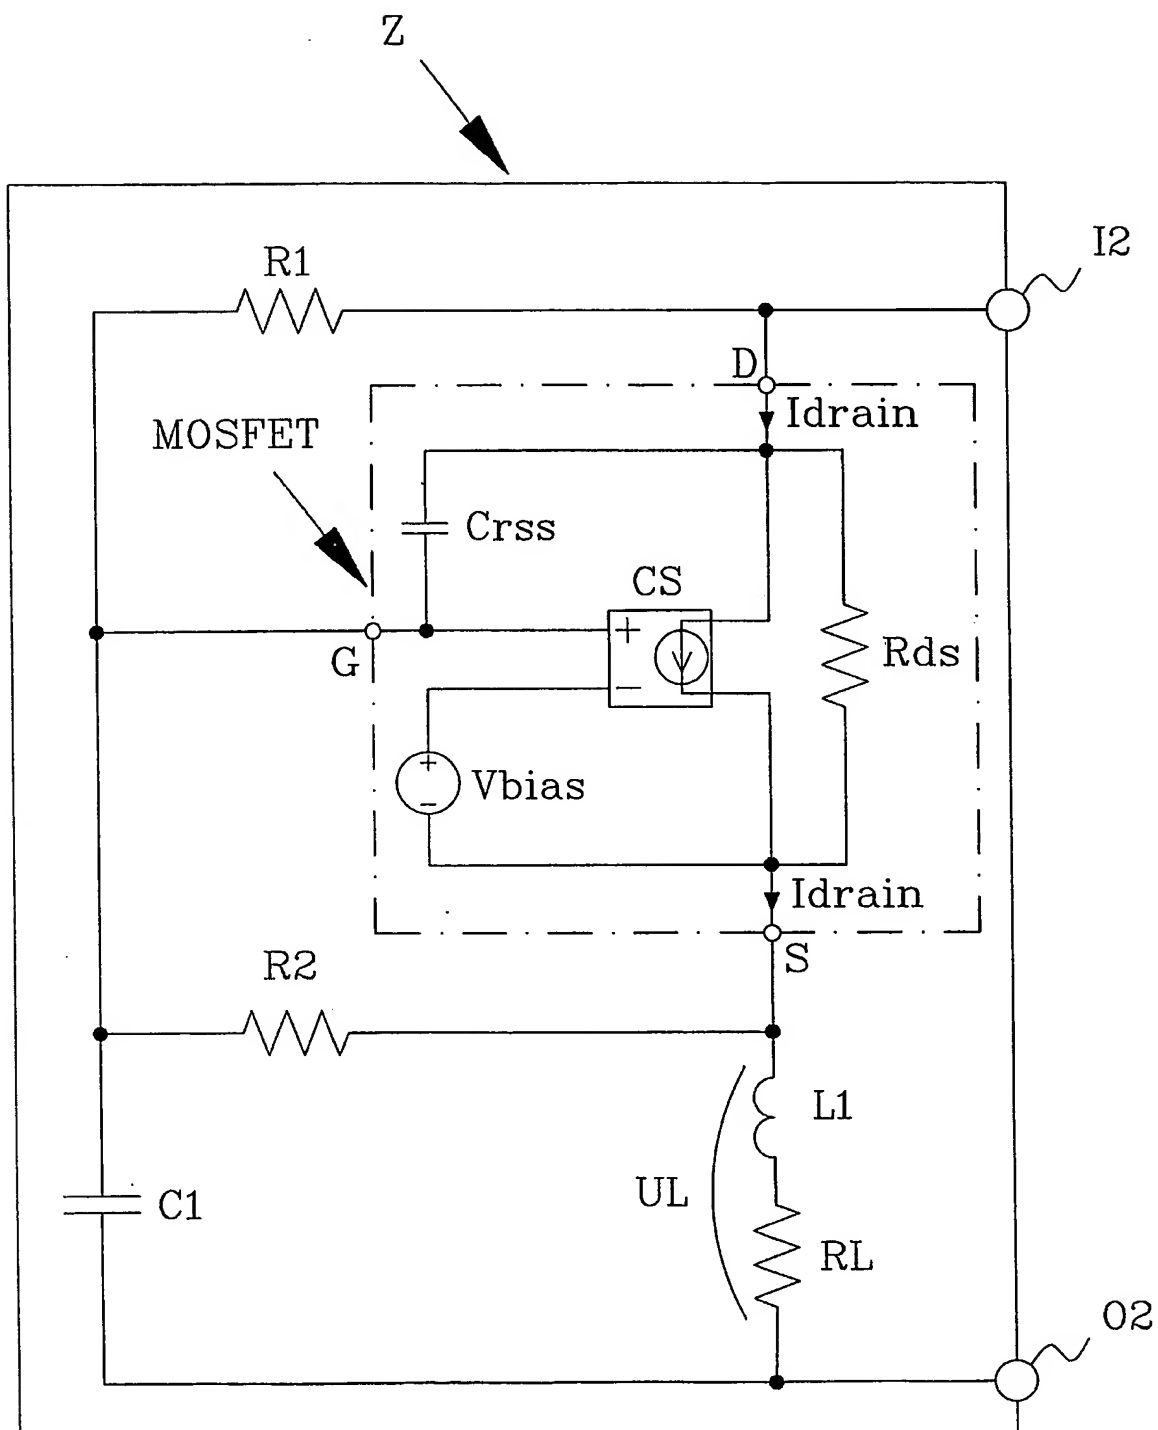 Z
I2
R1
D
Idrain
MOSFET
Crss
CS
+
−
G
Rds
+
−
Vbias
Idrain
S
R2
L1
UL
C1
RL
O2